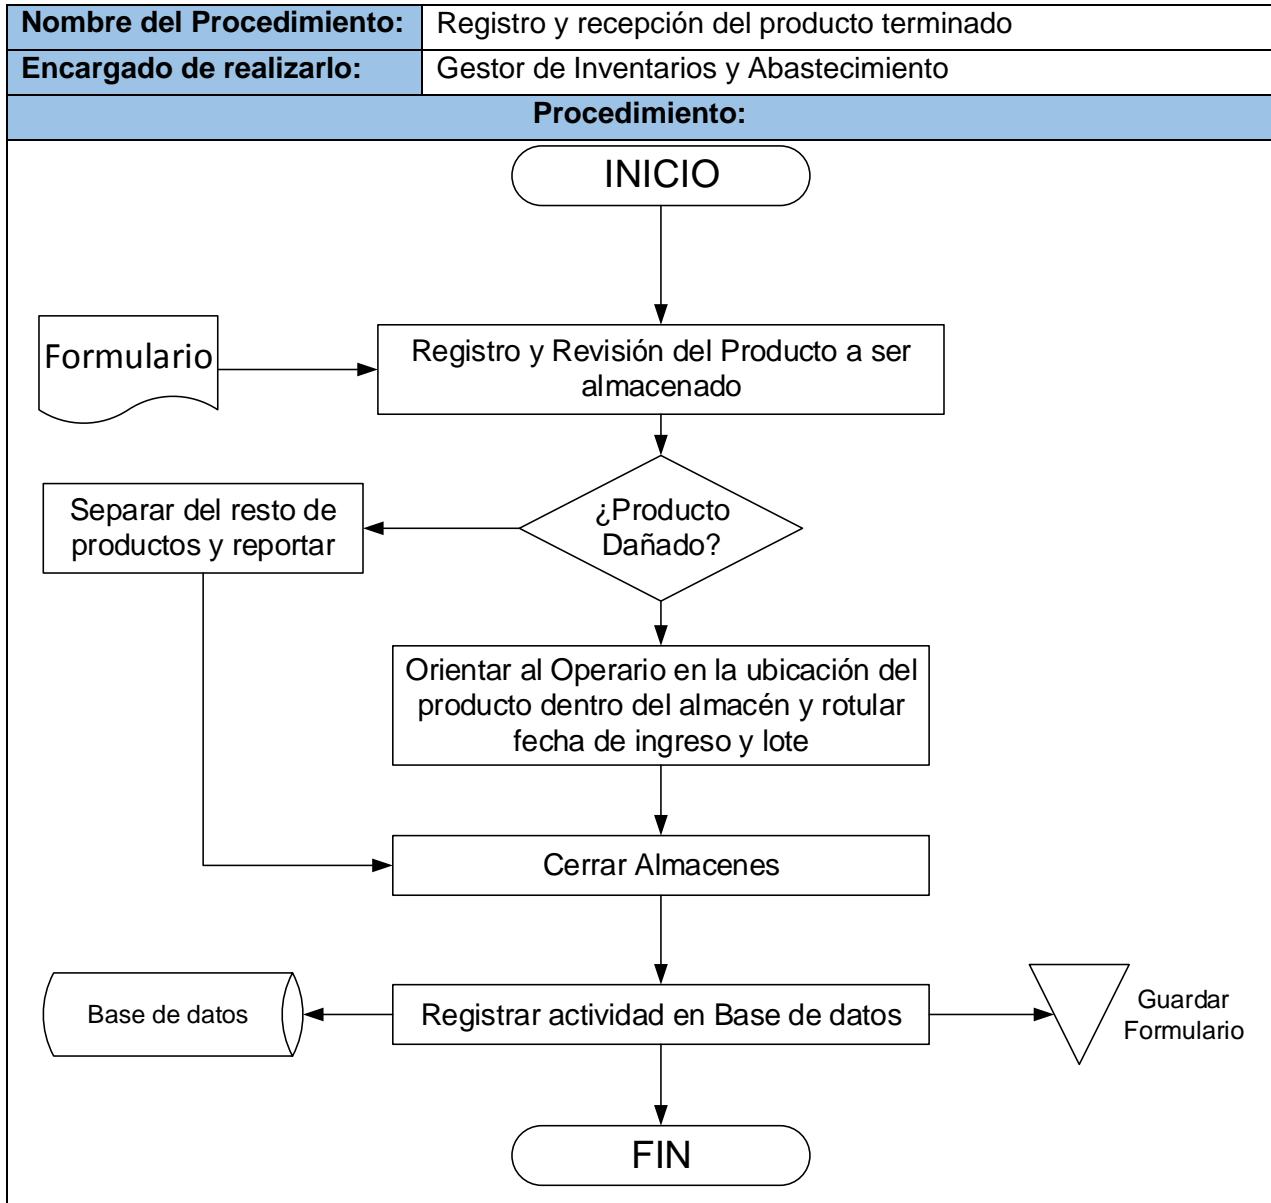 Nombre del Procedimiento: Registro y recepción del producto terminado
Encargado de realizarlo: Gestor de Inventarios y Abastecimiento
Procedimiento:
INICIO
Formulario
Registro y Revisión del Producto a ser
almacenado
¿Producto
Dañado?
Separar del resto de
productos y reportar
Orientar al Operario en la ubicación del
producto dentro del almacén y rotular
fecha de ingreso y lote
Cerrar Almacenes
Base de datos
Registrar actividad en Base de datos
Guardar
Formulario
FIN